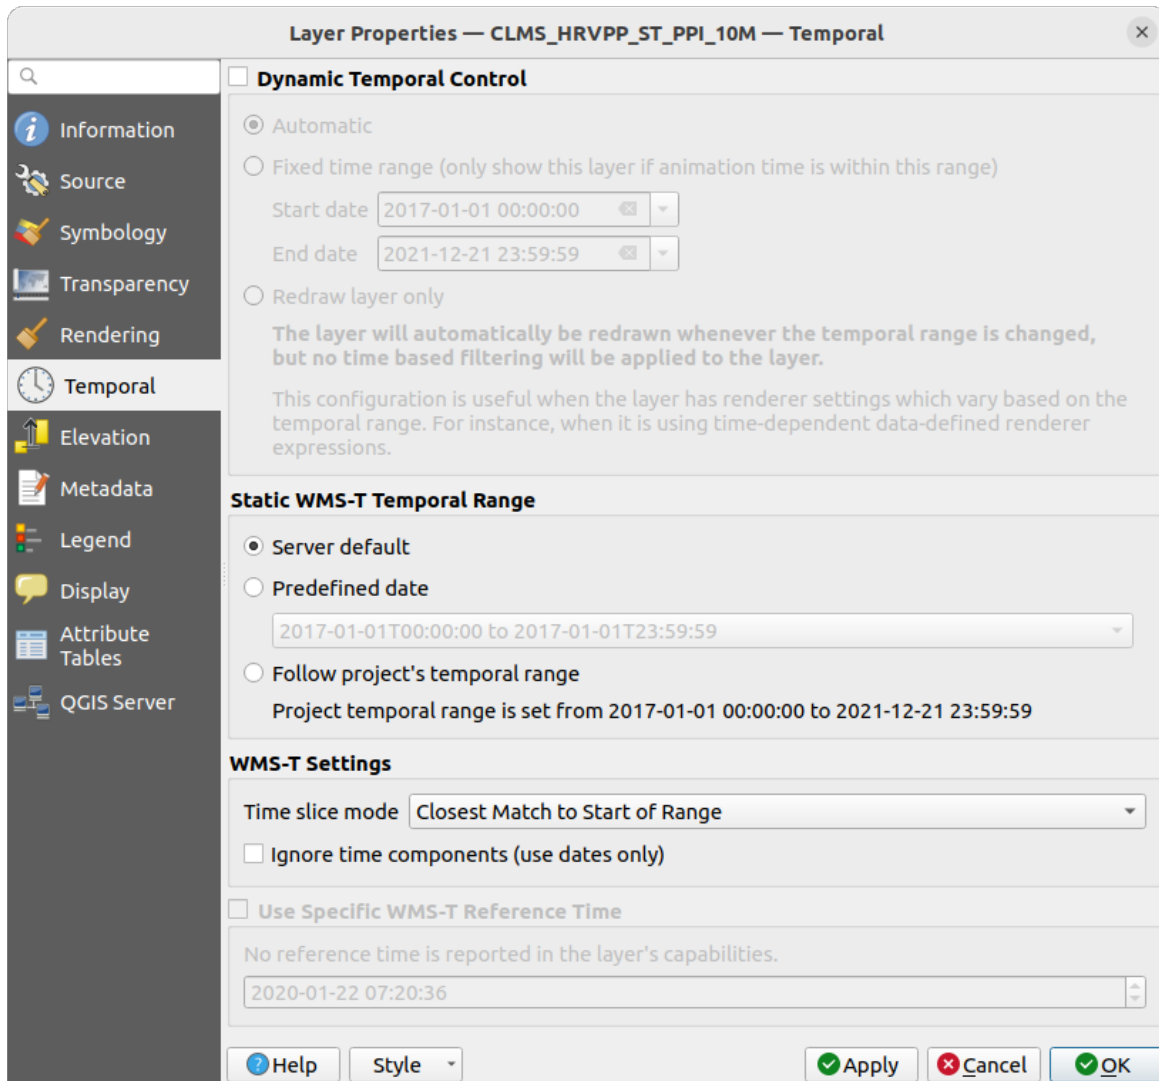 Layer Properties — CLMS_HRVPP_ST_PPI_10M — Temporal
Information
Source
Symbology
Transparency
Rendering
Temporal
Elevation
Metadata
Legend
Display
Attribute
Tables
QGIS Server
Dynamic Temporal Control
Automatic
Fixed time range (only show this layer if animation time is within this range)
Start date 2017-01-01 00:00:00
End date 2021-12-21 23:59:59
Redraw layer only
The layer will automatically be redrawn whenever the temporal range is changed,
but no time based filtering will be applied to the layer.
This configuration is useful when the layer has renderer settings which vary based on the
temporal range. For instance, when it is using time-dependent data-defined renderer
expressions.
Static WMS-T Temporal Range
Server default
Predefined date
2017-01-01T00:00:00 to 2017-01-01T23:59:59
Follow project's temporal range
Project temporal range is set from 2017-01-01 00:00:00 to 2021-12-21 23:59:59
WMS-T Settings
Time slice mode Closest Match to Start of Range
Ignore time components (use dates only)
Use Specific WMS-T Reference Time
No reference time is reported in the layer's capabilities.
2020-01-22 07:20:36
Help Style Apply Cancel OK